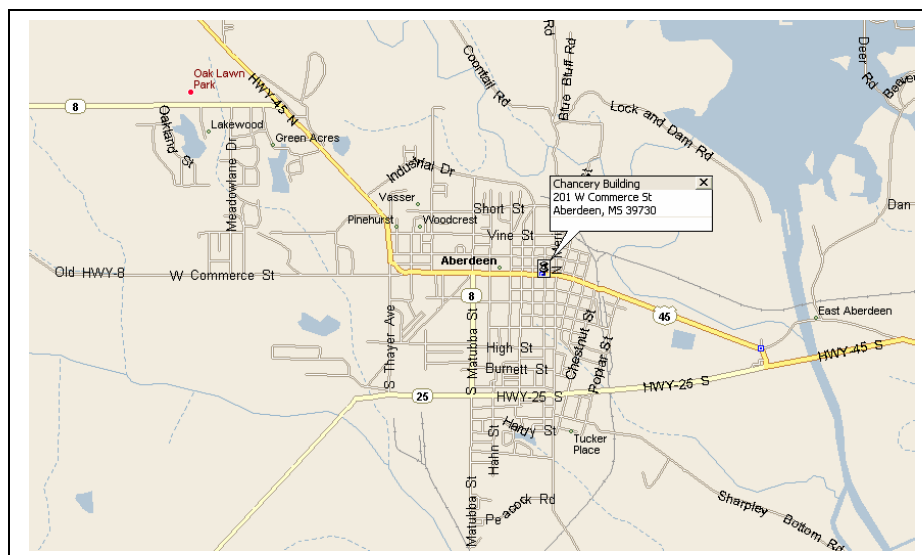 Oak Lawn
Park
8
HWY-45 N
Coontail Rd
Blue Bluff Rd
Deer Rd
Lock and Dam Rd
Oakland St
Lakewood
Green Acres
Meadowlane Dr
Industrial Dr
Chancery Building
201 W Commerce St
Aberdeen, MS 39730
Vasser
Short St
Dan
Pinehurst
Woodcrest
Vine St
Old HWY-8
W Commerce St
Aberdeen
8
45
East Aberdeen
S Thayer Ave
S Matubba St
High St
Chestnut St
Poplar St
HWY-45 S
Burnett St
25
HWY-25 S
HWY-25 S
Hardy St
Tucker
Place
Hahn St
Matubba St
Peacock Rd
Sharpley Bottom Rd